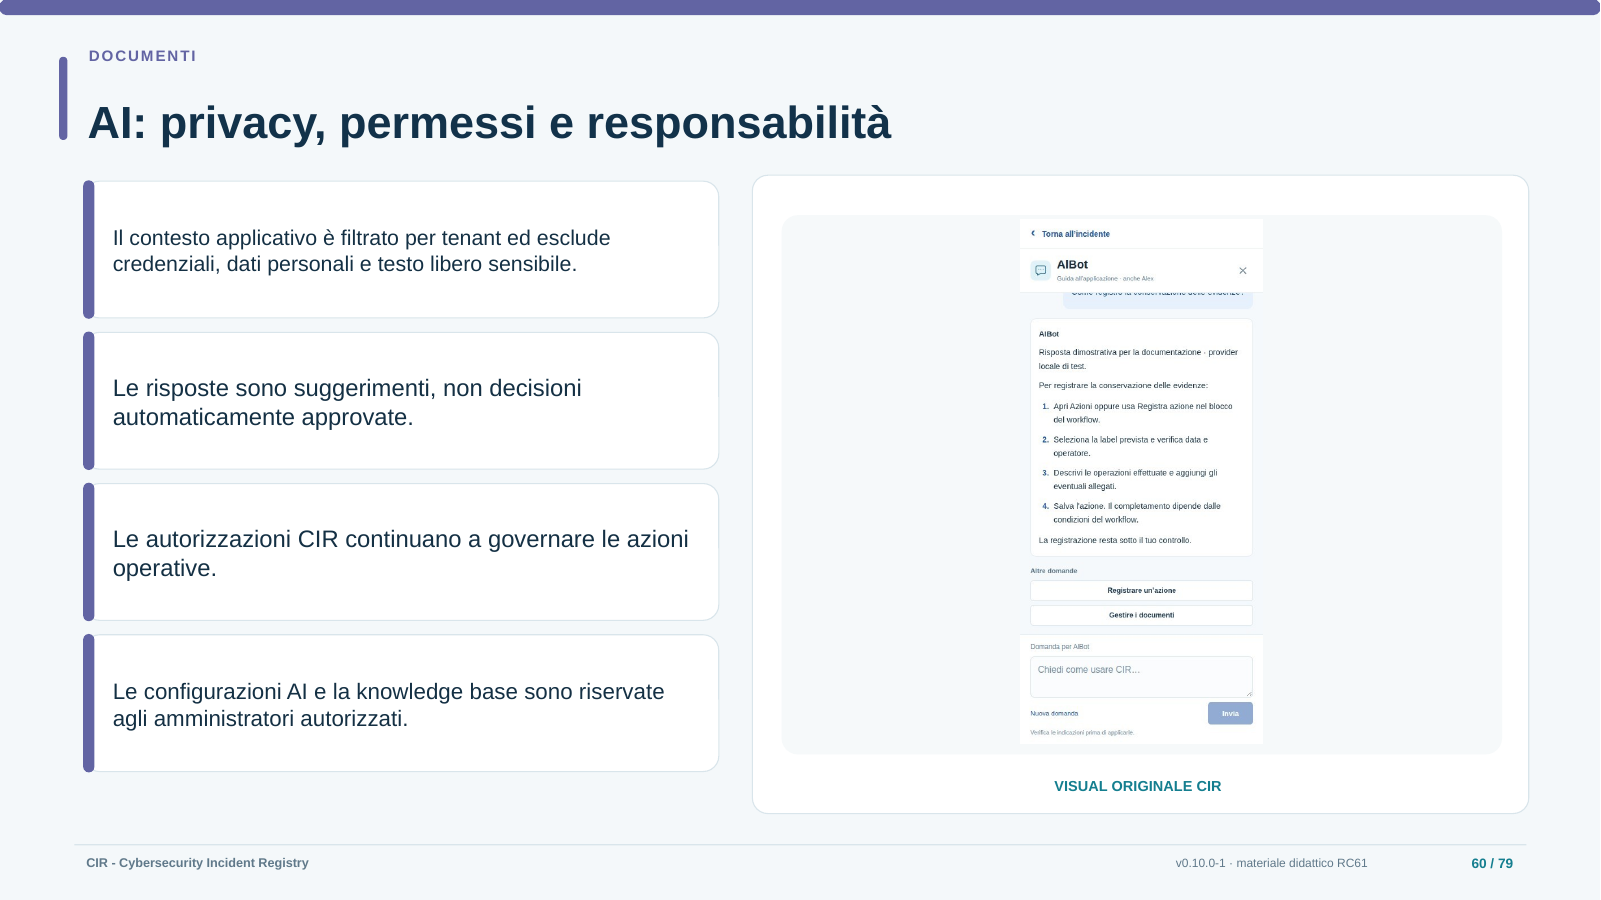 DOCUMENTI
AI: privacy, permessi e responsabilità
Il contesto applicativo è filtrato per tenant ed esclude
credenziali, dati personali e testo libero sensibile.
Le risposte sono suggerimenti, non decisioni
automaticamente approvate.
Le autorizzazioni CIR continuano a governare le azioni
operative.
Le configurazioni AI e la knowledge base sono riservate
agli amministratori autorizzati.
Torna all'incidente
AIBot
Guida all'applicazione · anche Alex
Come registro la conservazione delle evidenze?
AIBot
Risposta dimostrativa per la documentazione · provider
locale di test.
Per registrare la conservazione delle evidenze:
1. Apri Azioni oppure usa Registra azione nel blocco
del workflow.
2. Seleziona la label prevista e verifica data e
operatore.
3. Descrivi le operazioni effettuate e aggiungi gli
eventuali allegati.
4. Salva l'azione. Il completamento dipende dalle
condizioni del workflow.
La registrazione resta sotto il tuo controllo.
Altre domande
Registrare un'azione
Gestire i documenti
Domanda per AIBot
Chiedi come usare CIR...
Nuova domanda
Invia
Verifica le indicazioni prima di applicarle.
VISUAL ORIGINALE CIR
CIR - Cybersecurity Incident Registry
v0.10.0-1 · materiale didattico RC61
60 / 79